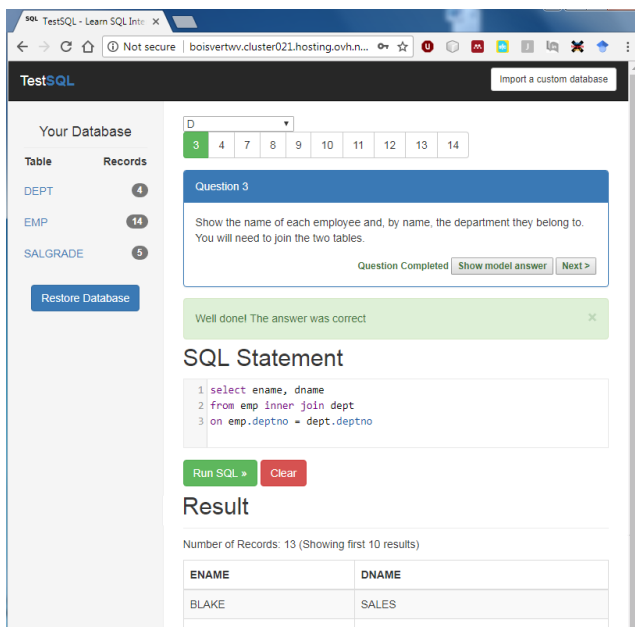 SQL TestSQL - Learn SQL Inte
Not secure boisvertwv.cluster021.hosting.ovh.n...
TestSQL
Import a custom database
Your Database
Table Records
DEPT 4
EMP 14
SALGRADE 5
Restore Database
D
3 4 7 8 9 10 11 12 13 14
Question 3
Show the name of each employee and, by name, the department they belong to.
You will need to join the two tables.
Question Completed Show model answer Next >
Well done! The answer was correct ×
SQL Statement
1 select ename, dname
2 from emp inner join dept
3 on emp.deptno = dept.deptno
Run SQL » Clear
Result
Number of Records: 13 (Showing first 10 results)
ENAME DNAME
BLAKE SALES